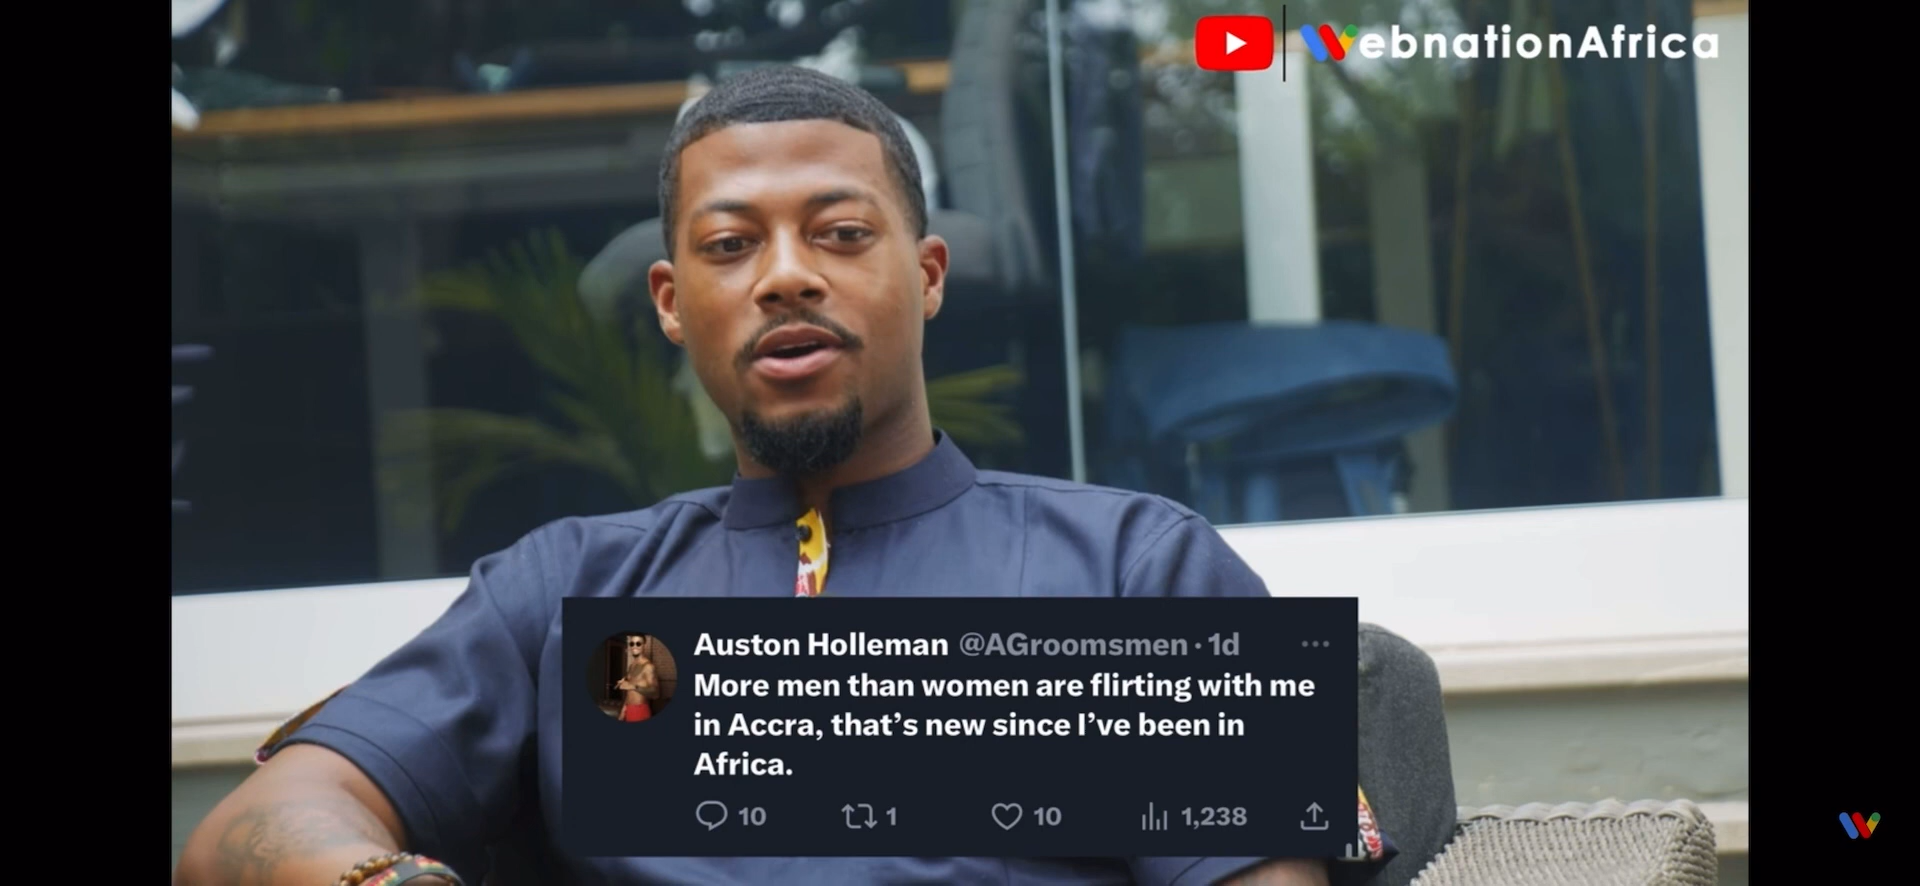 WebnationAfrica
Auston Holleman @AGroomsmen · 1d
More men than women are flirting with me
in Accra, that's new since I've been in
Africa.
10 1 10 1,238